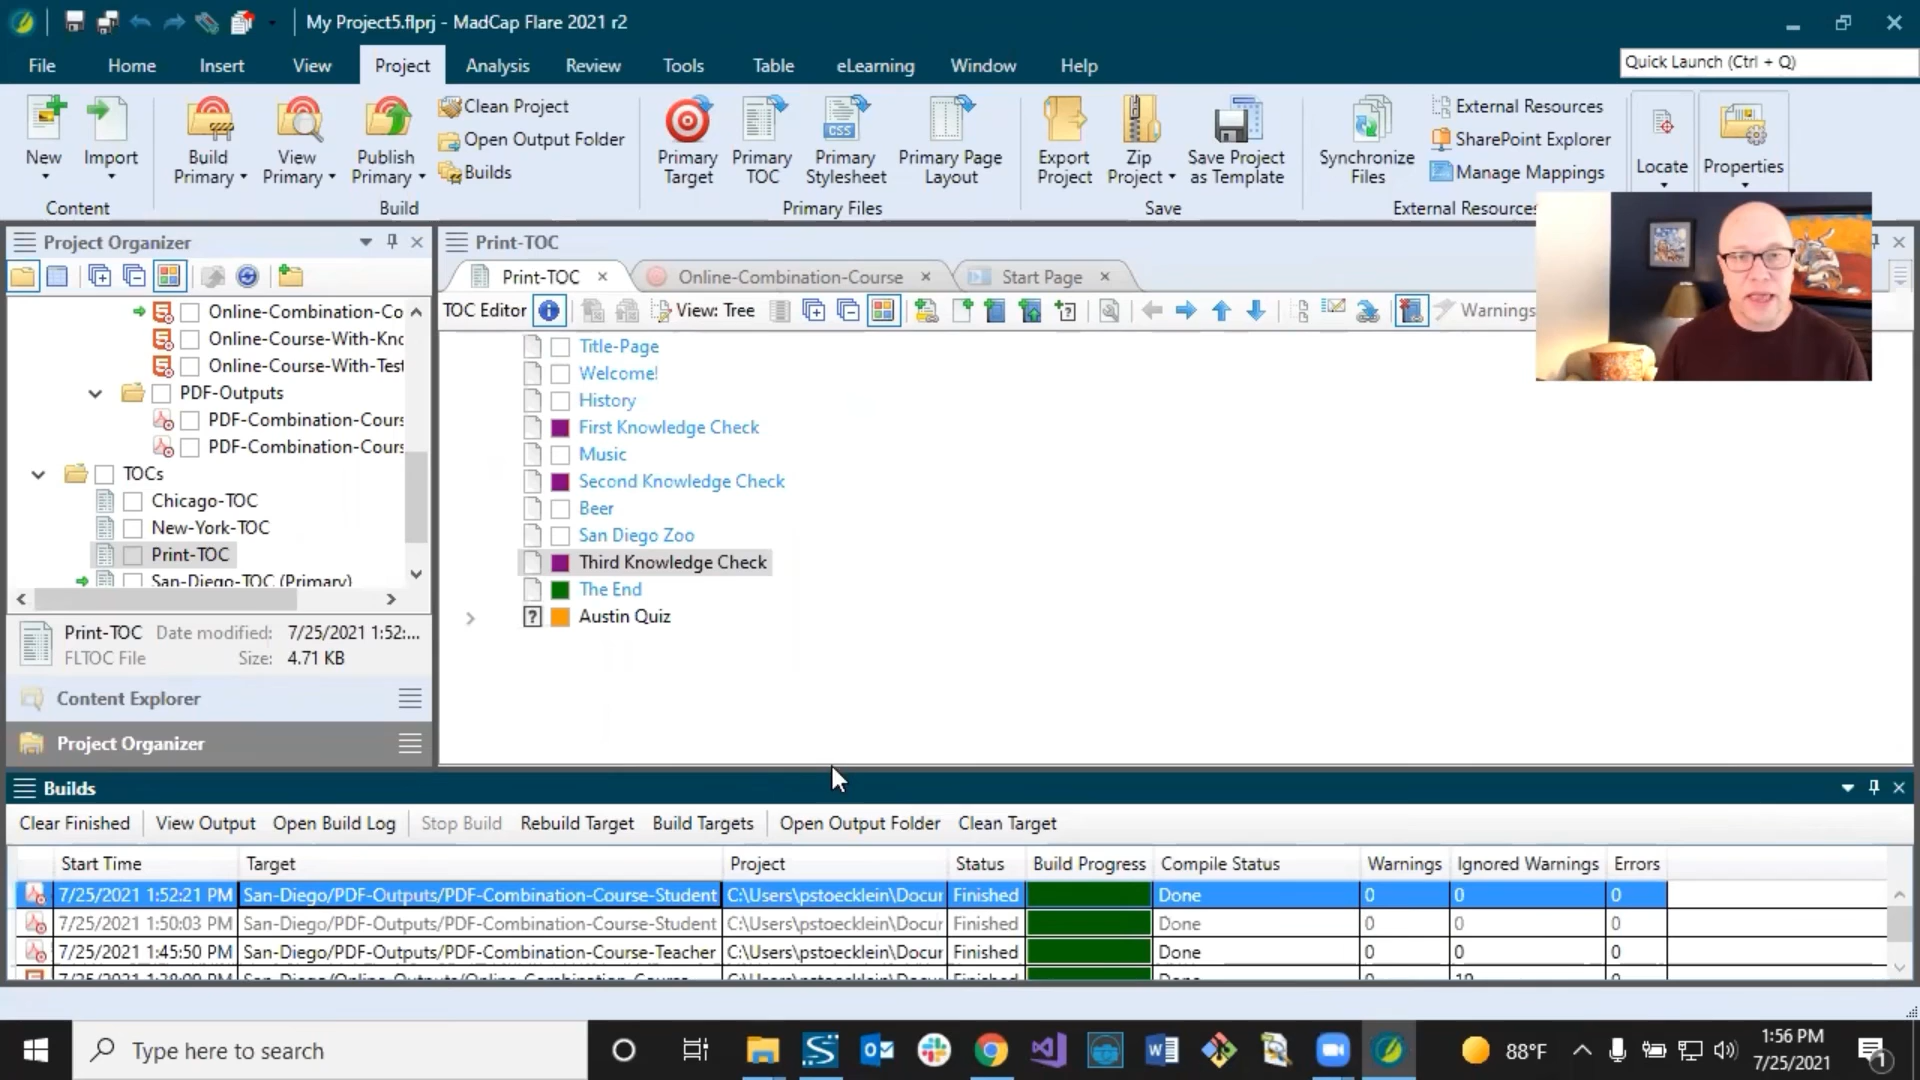 My Project5.flprj - MadCap Flare 2021 r2
File Home Insert View Project Analysis Review Tools Table eLearning Window Help
Quick Launch (Ctrl + Q)
New Import
Content
Build Primary
View Primary
Publish Primary
Clean Project
Open Output Folder
Builds
Build
Primary Target
Primary TOC
CSS
Primary Stylesheet
Primary Page Layout
Primary Files
Export Project
Zip Project
Save Project as Template
Save
Synchronize Files
External Resources
SharePoint Explorer
Manage Mappings
External Resources
Locate
Properties
Project Organizer
Online-Combination-Co
Online-Course-With-Knc
Online-Course-With-Test
PDF-Outputs
PDF-Combination-Cours
PDF-Combination-Cours
TOCs
Chicago-TOC
New-York-TOC
Print-TOC
San-Diego-TOC (Primary)
Print-TOC Date modified: 7/25/2021 1:52:...
FLTOC File Size: 4.71 KB
Content Explorer
Project Organizer
Print-TOC
Print-TOC Online-Combination-Course Start Page
TOC Editor View: Tree Warnings
Title-Page
Welcome!
History
First Knowledge Check
Music
Second Knowledge Check
Beer
San Diego Zoo
Third Knowledge Check
The End
? Austin Quiz
Builds
Clear Finished View Output Open Build Log Stop Build Rebuild Target Build Targets Open Output Folder Clean Target
Start Time Target Project Status Build Progress Compile Status Warnings Ignored Warnings Errors
7/25/2021 1:52:21 PM San-Diego/PDF-Outputs/PDF-Combination-Course-Student C:\Users\pstoecklein\Docur Finished Done 0 0 0
7/25/2021 1:50:03 PM San-Diego/PDF-Outputs/PDF-Combination-Course-Student C:\Users\pstoecklein\Docur Finished Done 0 0 0
7/25/2021 1:45:50 PM San-Diego/PDF-Outputs/PDF-Combination-Course-Teacher C:\Users\pstoecklein\Docur Finished Done 0 0 0
Type here to search
88°F
1:56 PM
7/25/2021
1